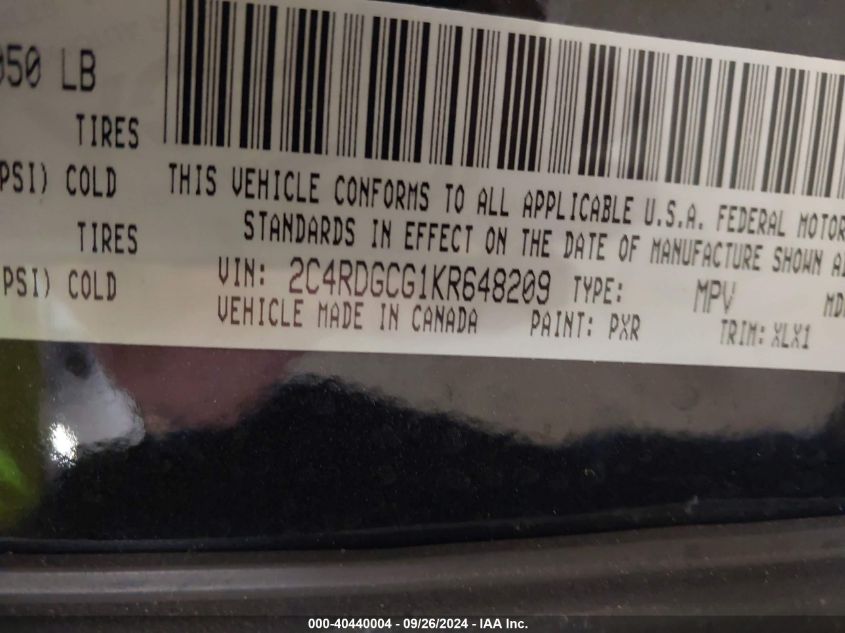 050 LB
TIRES
PSI) COLD
TIRES
PSI) COLD
THIS VEHICLE CONFORMS TO ALL APPLICABLE U.S.A. FEDERAL MOTOR
STANDARDS IN EFFECT ON THE DATE OF MANUFACTURE SHOWN
VIN: 2C4RDGCG1KR648209 TYPE: MPV
VEHICLE MADE IN CANADA PAINT: PXR TRIM: XLX1
000-40440004 - 09/26/2024 - IAA Inc.